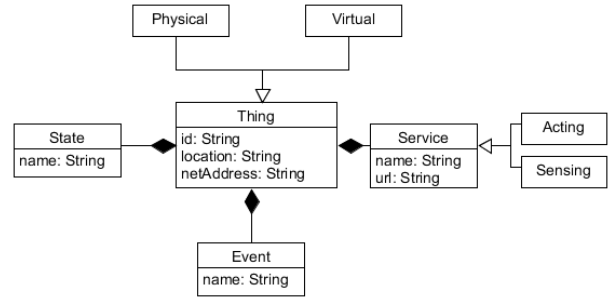 Physical
Virtual
Thing
id: String
location: String
netAddress: String
State
name: String
Service
name: String
url: String
Acting
Sensing
Event
name: String